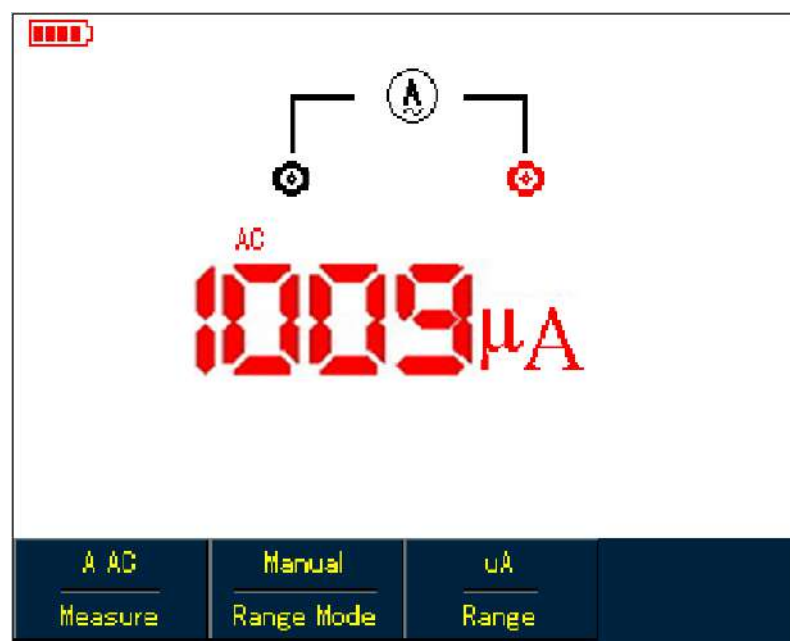 A
AC
1009μA
A AC
Measure
Manual
Range Mode
uA
Range